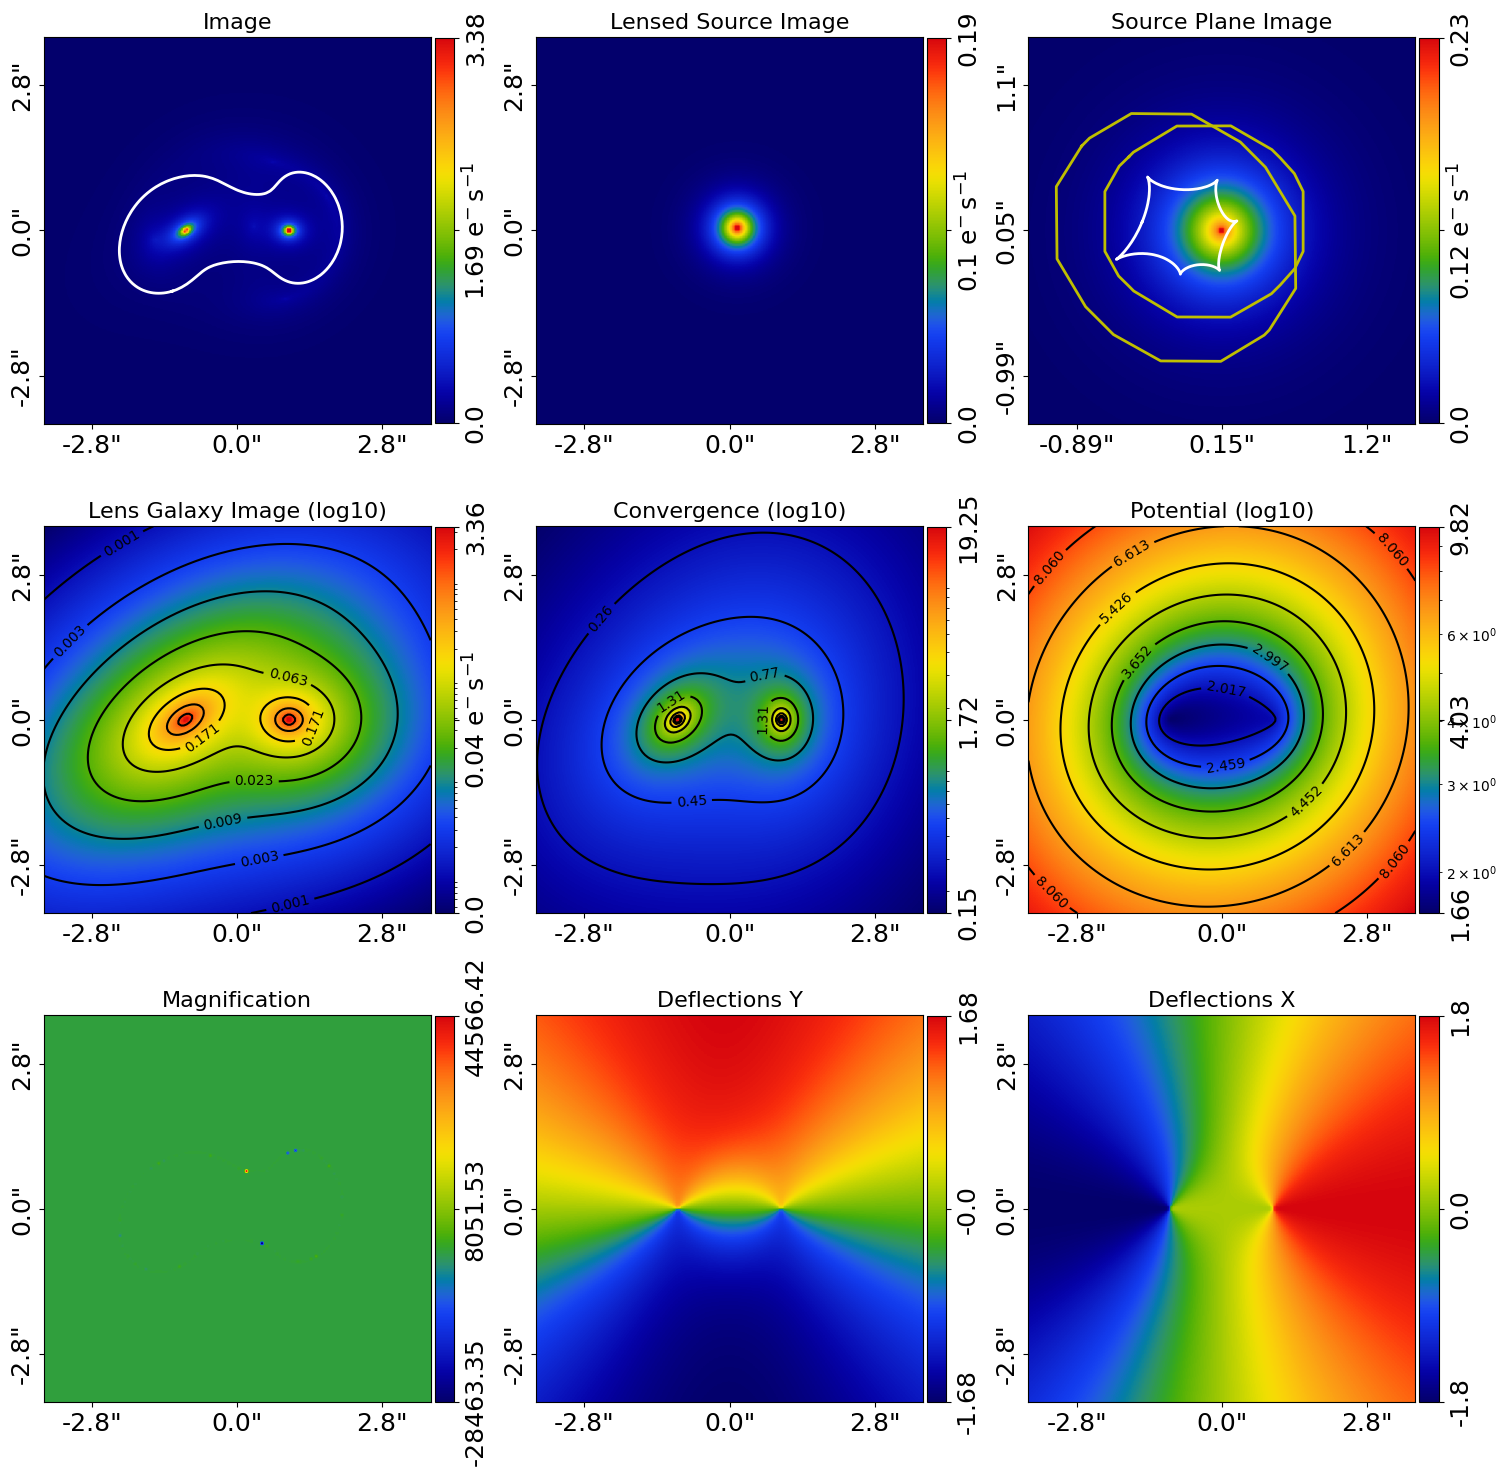 Image
2.8"
0.0"
-2.8"
-2.8" 0.0" 2.8"
3.38
1.69 e⁻ s⁻¹
0.0
Lensed Source Image
2.8"
0.0"
-2.8"
-2.8" 0.0" 2.8"
0.19
0.1 e⁻ s⁻¹
0.0
Source Plane Image
1.1"
0.05"
-0.99"
-0.89" 0.15" 1.2"
0.23
0.12 e⁻ s⁻¹
0.0
Lens Galaxy Image (log10)
2.8"
0.0"
-2.8"
-2.8" 0.0" 2.8"
0.001
0.003
0.063
0.171
0.171
0.023
0.009
0.003
0.001
3.36
0.04 e⁻ s⁻¹
0.0
Convergence (log10)
2.8"
0.0"
-2.8"
-2.8" 0.0" 2.8"
0.26
0.77
1.31
1.31
0.45
19.25
1.72
0.15
Potential (log10)
2.8"
0.0"
-2.8"
-2.8" 0.0" 2.8"
8.060
6.613
8.060
5.426
3.652
2.997
2.017
2.459
4.452
6.613
8.060
8.060
9.82
6 × 10⁰
4 × 10⁰
4.03
3 × 10⁰
2 × 10⁰
1.66
Magnification
2.8"
0.0"
-2.8"
-2.8" 0.0" 2.8"
44566.42
8051.53
-28463.35
Deflections Y
2.8"
0.0"
-2.8"
-2.8" 0.0" 2.8"
1.68
-0.0
-1.68
Deflections X
2.8"
0.0"
-2.8"
-2.8" 0.0" 2.8"
1.8
0.0
-1.8